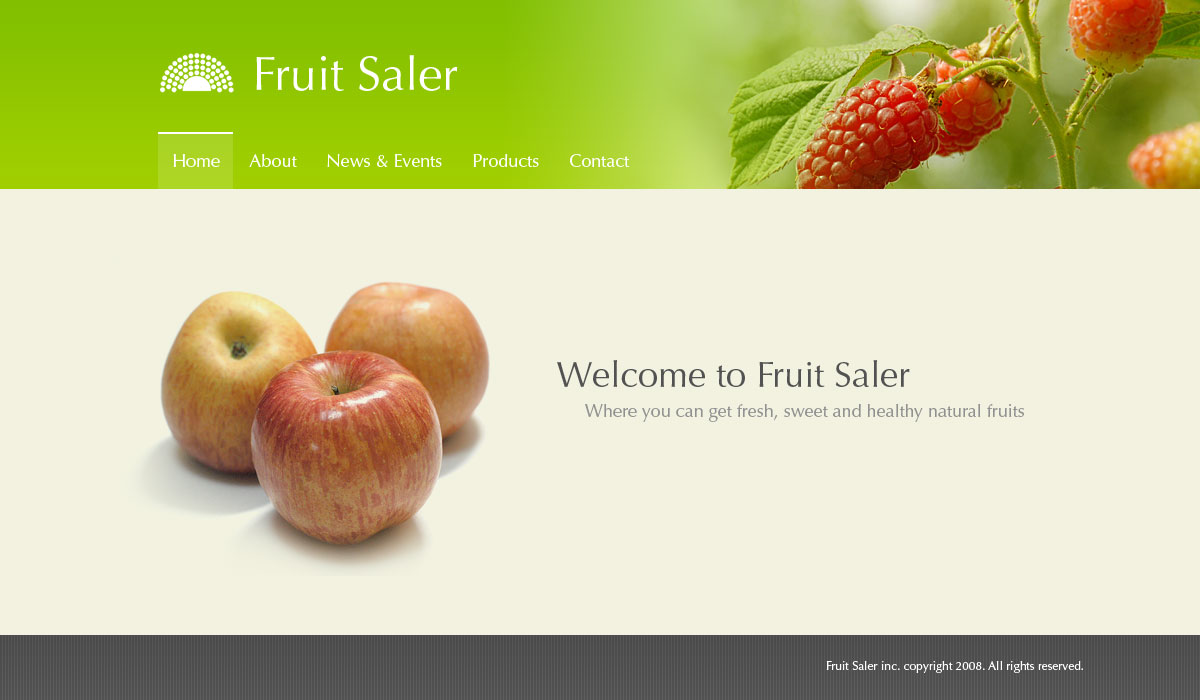 Fruit Saler
Home About News & Events Products Contact
Welcome to Fruit Saler
Where you can get fresh, sweet and healthy natural fruits
Fruit Saler inc. copyright 2008. All rights reserved.